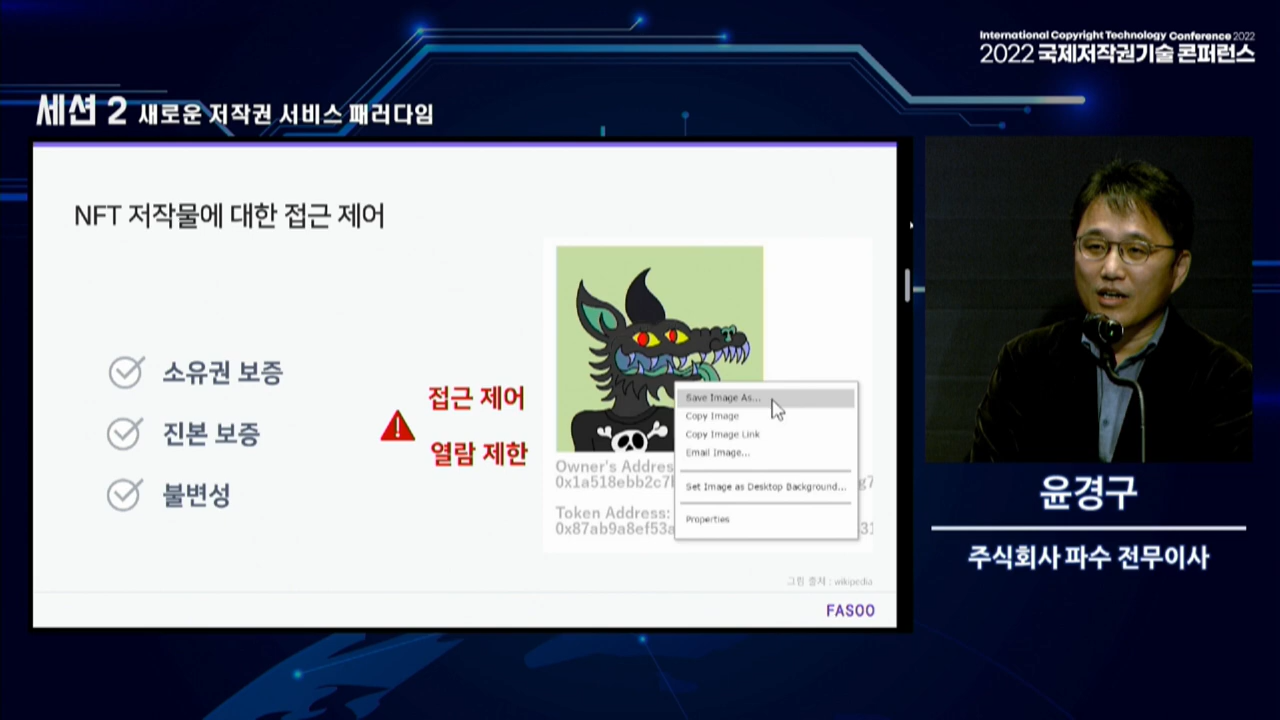 International Copyright Technology Conference 2022
2022 국제저작권기술 콘퍼런스
세션 2 새로운 저작권 서비스 패러다임
NFT 저작물에 대한 접근 제어
소유권 보증
진본 보증
불변성
접근 제어
열람 제한
Save Image As...
Copy Image
Copy Image Link
Email Image...
Set Image as Desktop Background...
Properties
Owner's Addres
0x1a518ebb2c7
Token Address:
0x87ab9a8ef53a
그림 출처 : wikipedia
FASOO
윤경구
주식회사 파수 전무이사